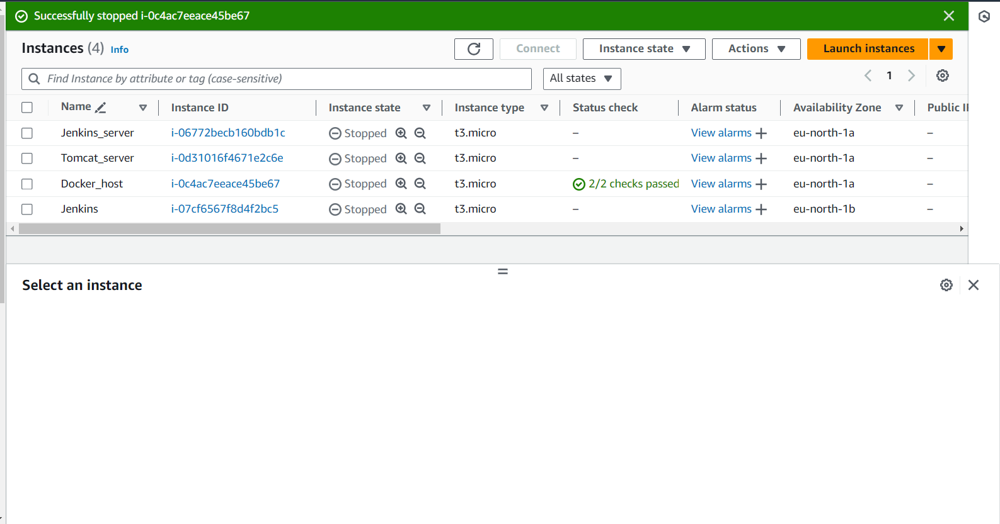 Successfully stopped i-0c4ac7eeace45be67
Instances (4) Info
Connect
Instance state
Actions
Launch instances
Find Instance by attribute or tag (case-sensitive)
All states
1
Name Instance ID Instance state Instance type Status check Alarm status Availability Zone Public I
Jenkins_server i-06772becb160bdb1c Stopped t3.micro – View alarms + eu-north-1a –
Tomcat_server i-0d31016f4671e2c6e Stopped t3.micro – View alarms + eu-north-1a –
Docker_host i-0c4ac7eeace45be67 Stopped t3.micro 2/2 checks passed View alarms + eu-north-1a –
Jenkins i-07cf6567f8d4f2bc5 Stopped t3.micro – View alarms + eu-north-1b –
Select an instance